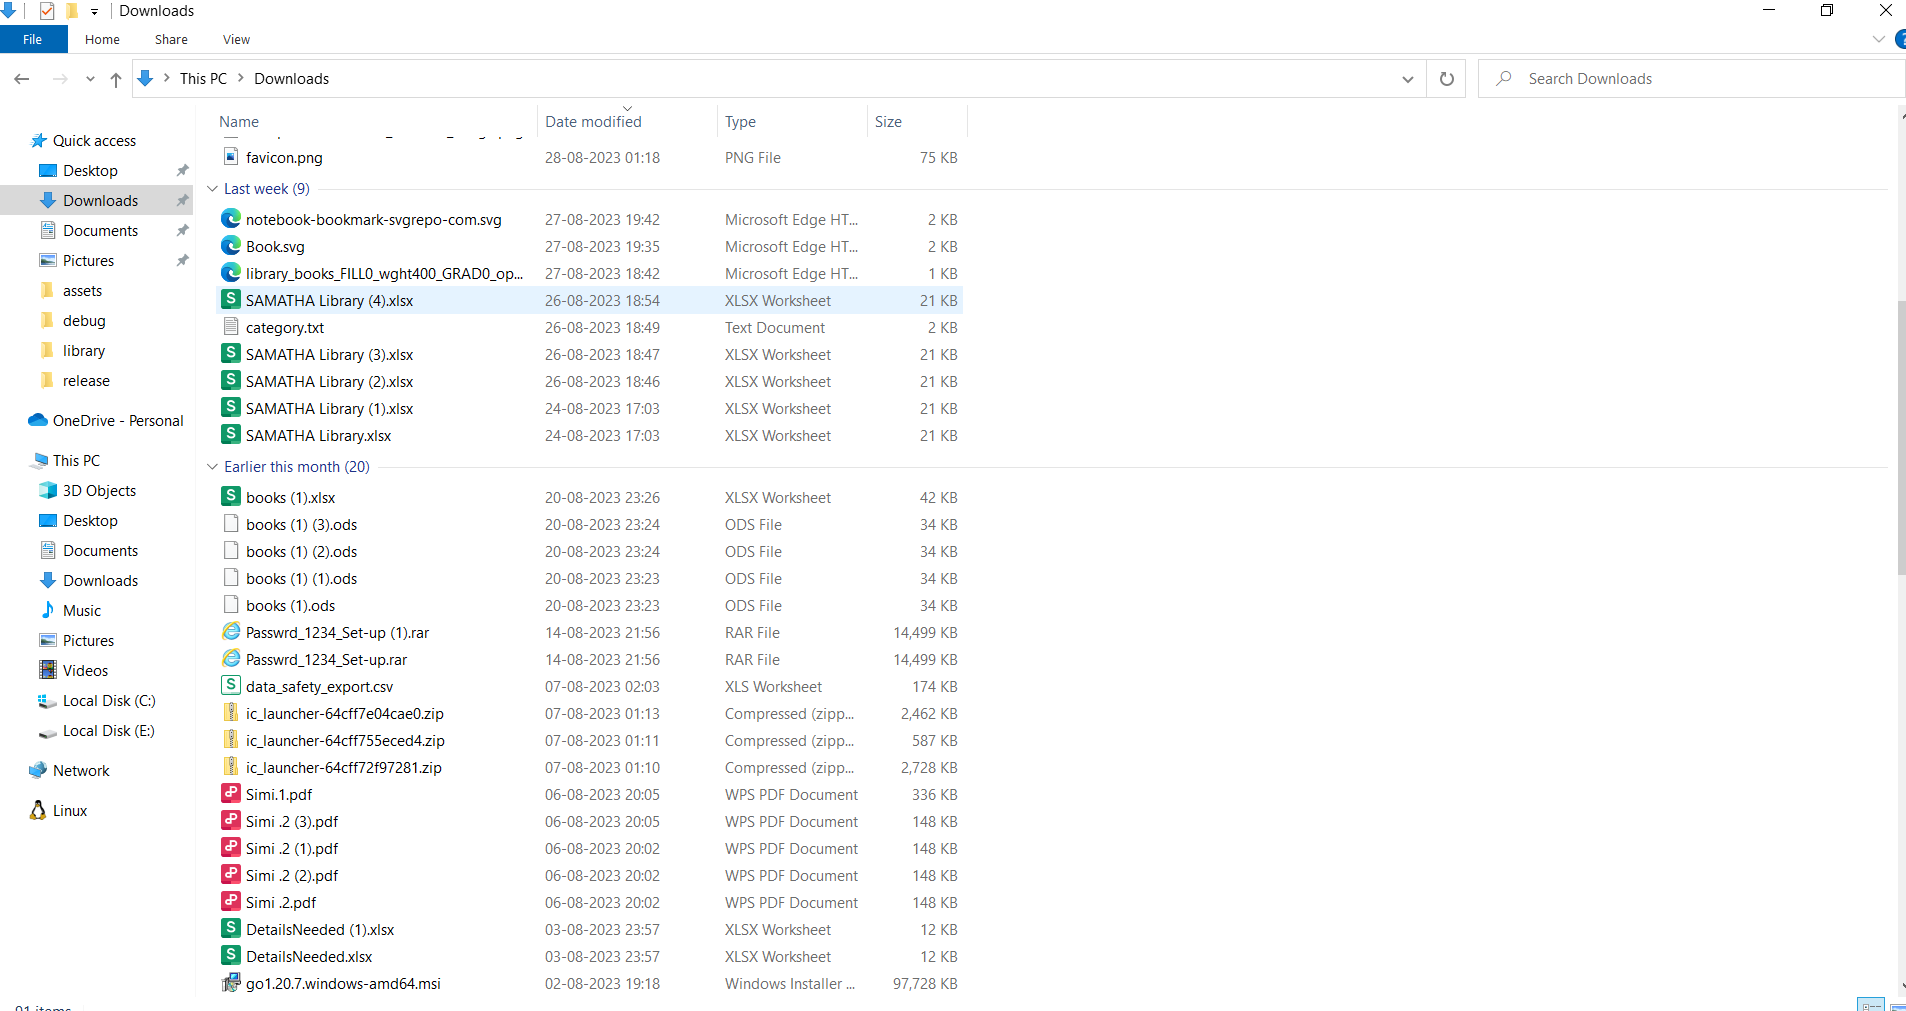 Downloads
File Home Share View
This PC > Downloads
Search Downloads
Name Date modified Type Size
favicon.png 28-08-2023 01:18 PNG File 75 KB
Last week (9)
notebook-bookmark-svgrepo-com.svg 27-08-2023 19:42 Microsoft Edge HT... 2 KB
Book.svg 27-08-2023 19:35 Microsoft Edge HT... 2 KB
library_books_FILL0_wght400_GRAD0_op... 27-08-2023 18:42 Microsoft Edge HT... 1 KB
SAMATHA Library (4).xlsx 26-08-2023 18:54 XLSX Worksheet 21 KB
category.txt 26-08-2023 18:49 Text Document 2 KB
SAMATHA Library (3).xlsx 26-08-2023 18:47 XLSX Worksheet 21 KB
SAMATHA Library (2).xlsx 26-08-2023 18:46 XLSX Worksheet 21 KB
SAMATHA Library (1).xlsx 24-08-2023 17:03 XLSX Worksheet 21 KB
SAMATHA Library.xlsx 24-08-2023 17:03 XLSX Worksheet 21 KB
Earlier this month (20)
books (1).xlsx 20-08-2023 23:26 XLSX Worksheet 42 KB
books (1) (3).ods 20-08-2023 23:24 ODS File 34 KB
books (1) (2).ods 20-08-2023 23:24 ODS File 34 KB
books (1) (1).ods 20-08-2023 23:23 ODS File 34 KB
books (1).ods 20-08-2023 23:23 ODS File 34 KB
Passwrd_1234_Set-up (1).rar 14-08-2023 21:56 RAR File 14,499 KB
Passwrd_1234_Set-up.rar 14-08-2023 21:56 RAR File 14,499 KB
data_safety_export.csv 07-08-2023 02:03 XLS Worksheet 174 KB
ic_launcher-64cff7e04cae0.zip 07-08-2023 01:13 Compressed (zipp... 2,462 KB
ic_launcher-64cff755eced4.zip 07-08-2023 01:11 Compressed (zipp... 587 KB
ic_launcher-64cff72f97281.zip 07-08-2023 01:10 Compressed (zipp... 2,728 KB
Simi.1.pdf 06-08-2023 20:05 WPS PDF Document 336 KB
Simi .2 (3).pdf 06-08-2023 20:05 WPS PDF Document 148 KB
Simi .2 (1).pdf 06-08-2023 20:02 WPS PDF Document 148 KB
Simi .2 (2).pdf 06-08-2023 20:02 WPS PDF Document 148 KB
Simi .2.pdf 06-08-2023 20:02 WPS PDF Document 148 KB
DetailsNeeded (1).xlsx 03-08-2023 23:57 XLSX Worksheet 12 KB
DetailsNeeded.xlsx 03-08-2023 23:57 XLSX Worksheet 12 KB
go1.20.7.windows-amd64.msi 02-08-2023 19:18 Windows Installer ... 97,728 KB
Quick access
Desktop
Downloads
Documents
Pictures
assets
debug
library
release
OneDrive - Personal
This PC
3D Objects
Desktop
Documents
Downloads
Music
Pictures
Videos
Local Disk (C:)
Local Disk (E:)
Network
Linux
91 items